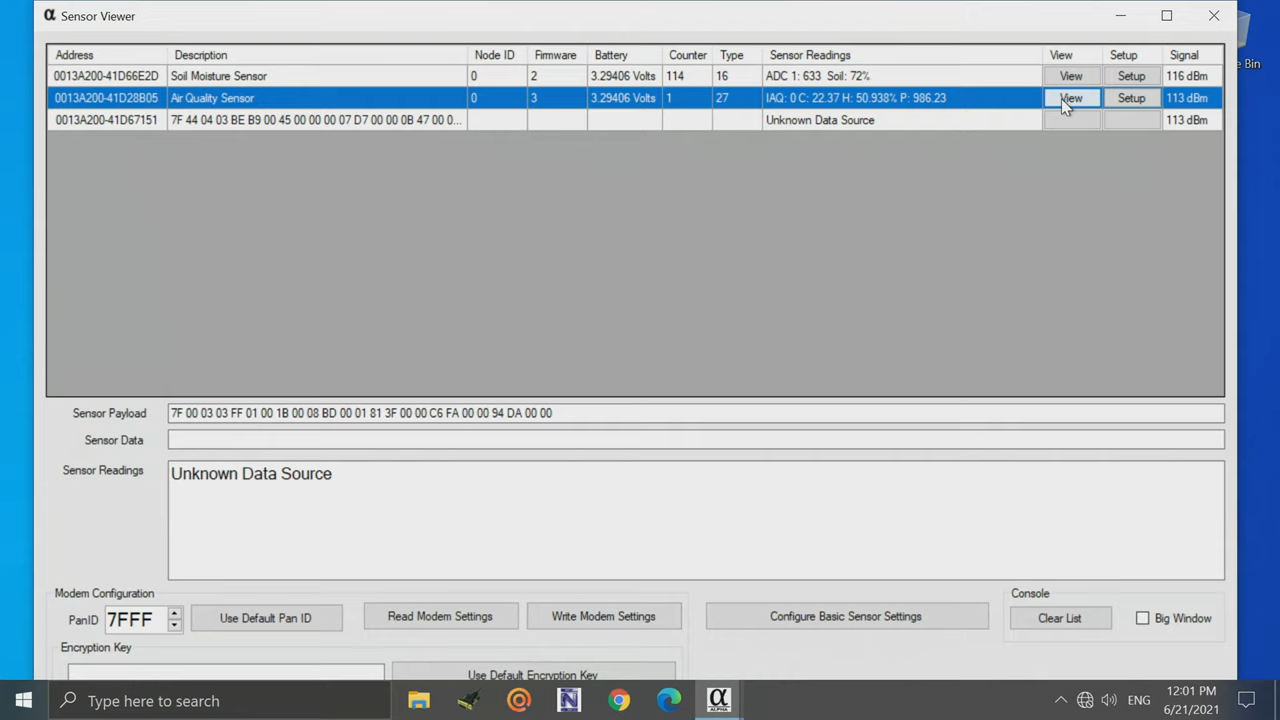 α Sensor Viewer
Address Description Node ID Firmware Battery Counter Type Sensor Readings View Setup Signal
0013A200-41D66E2D Soil Moisture Sensor 0 2 3.29406 Volts 114 16 ADC 1: 633 Soil: 72% View Setup 116 dBm
0013A200-41D28B05 Air Quality Sensor 0 3 3.29406 Volts 1 27 IAQ: 0 C: 22.37 H: 50.938% P: 986.23 View Setup 113 dBm
0013A200-41D67151 7F 44 04 03 BE B9 00 45 00 00 00 07 D7 00 00 0B 47 00 0... Unknown Data Source 113 dBm
Sensor Payload 7F 00 03 03 FF 01 00 1B 00 08 BD 00 01 81 3F 00 00 C6 FA 00 00 94 DA 00 00
Sensor Data
Sensor Readings Unknown Data Source
Modem Configuration Console
PanID 7FFF Use Default Pan ID Read Modem Settings Write Modem Settings Configure Basic Sensor Settings Clear List Big Window
Encryption Key
Use Default Encryption Key
Type here to search N α ALPHA ENG 12:01 PM
6/21/2021